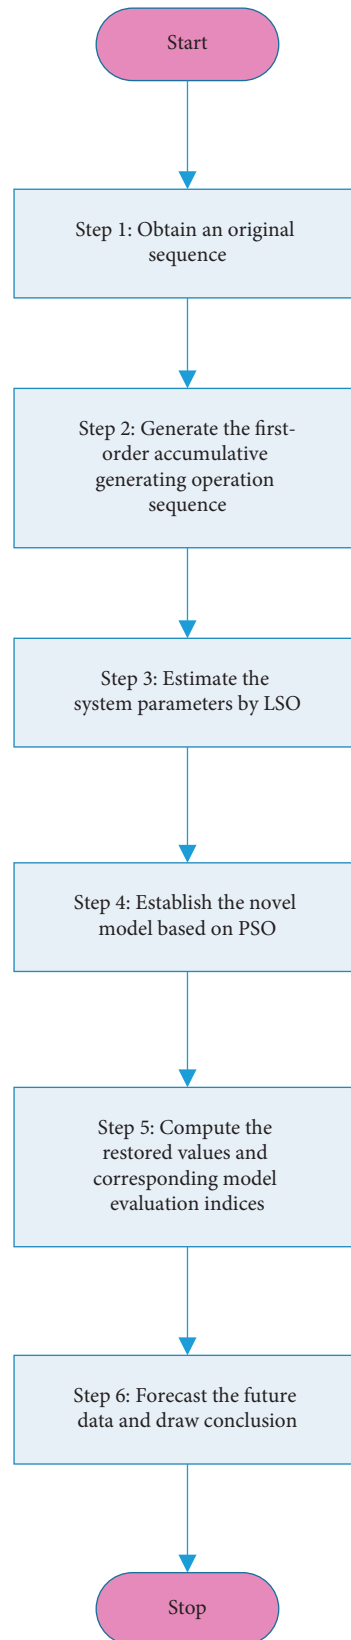 Start
Step 1: Obtain an original
sequence
Step 2: Generate the first-
order accumulative
generating operation
sequence
Step 3: Estimate the
system parameters by LSO
Step 4: Establish the novel
model based on PSO
Step 5: Compute the
restored values and
corresponding model
evaluation indices
Step 6: Forecast the future
data and draw conclusion
Stop